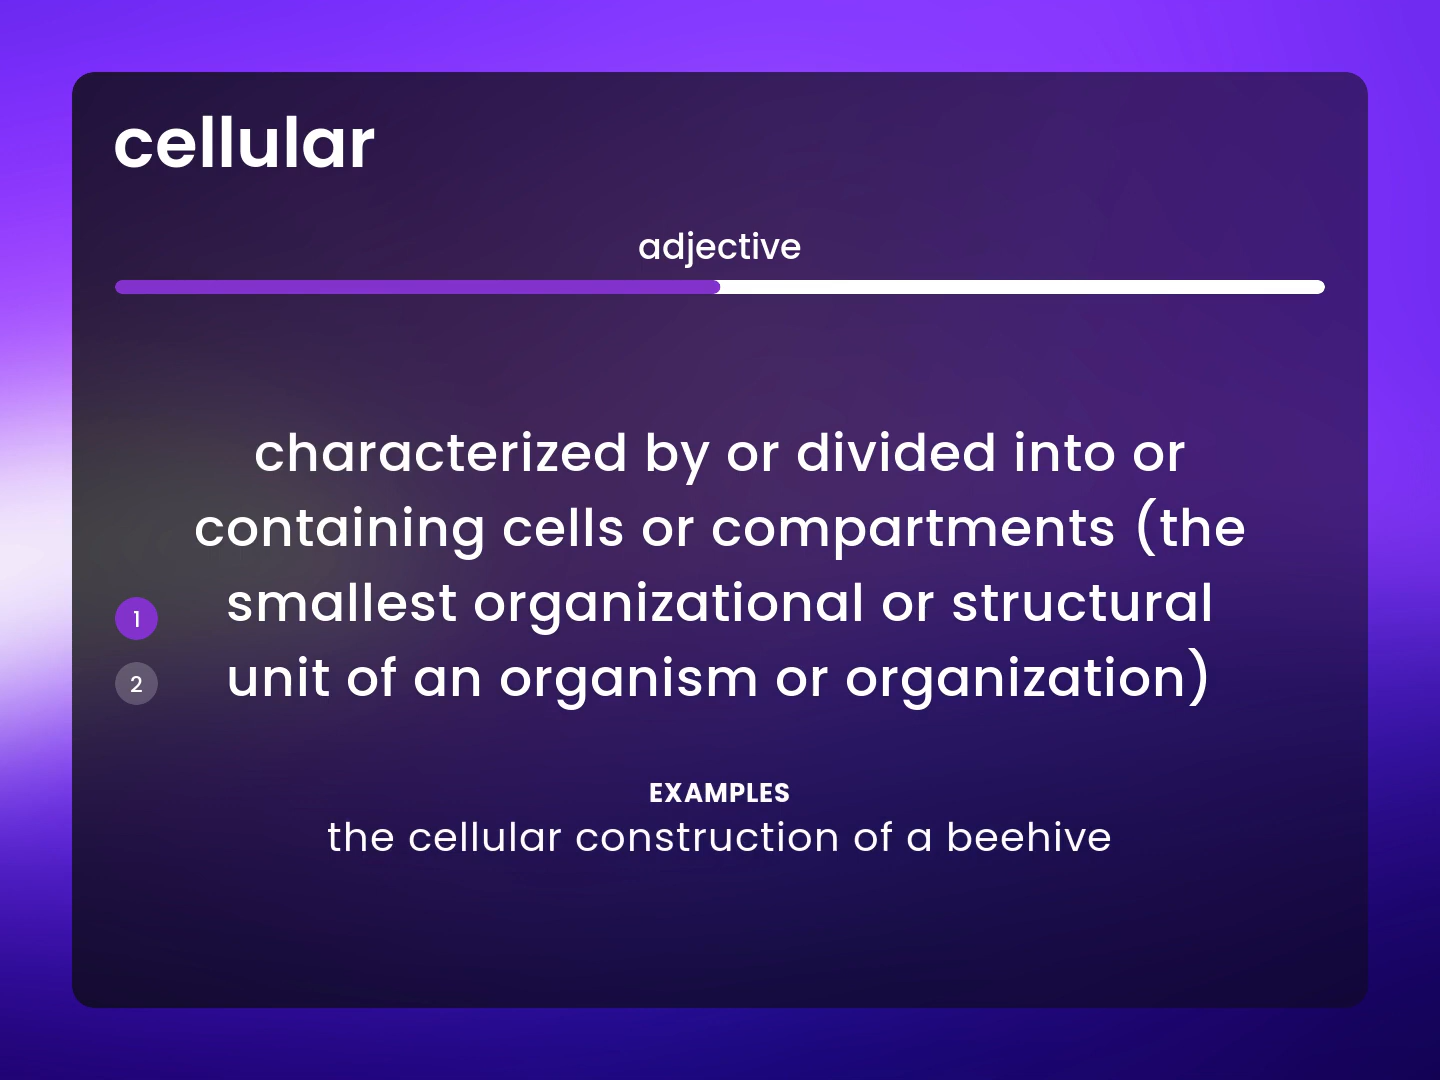 cellular
adjective
characterized by or divided into or
containing cells or compartments (the
smallest organizational or structural
unit of an organism or organization)
1
2
EXAMPLES
the cellular construction of a beehive